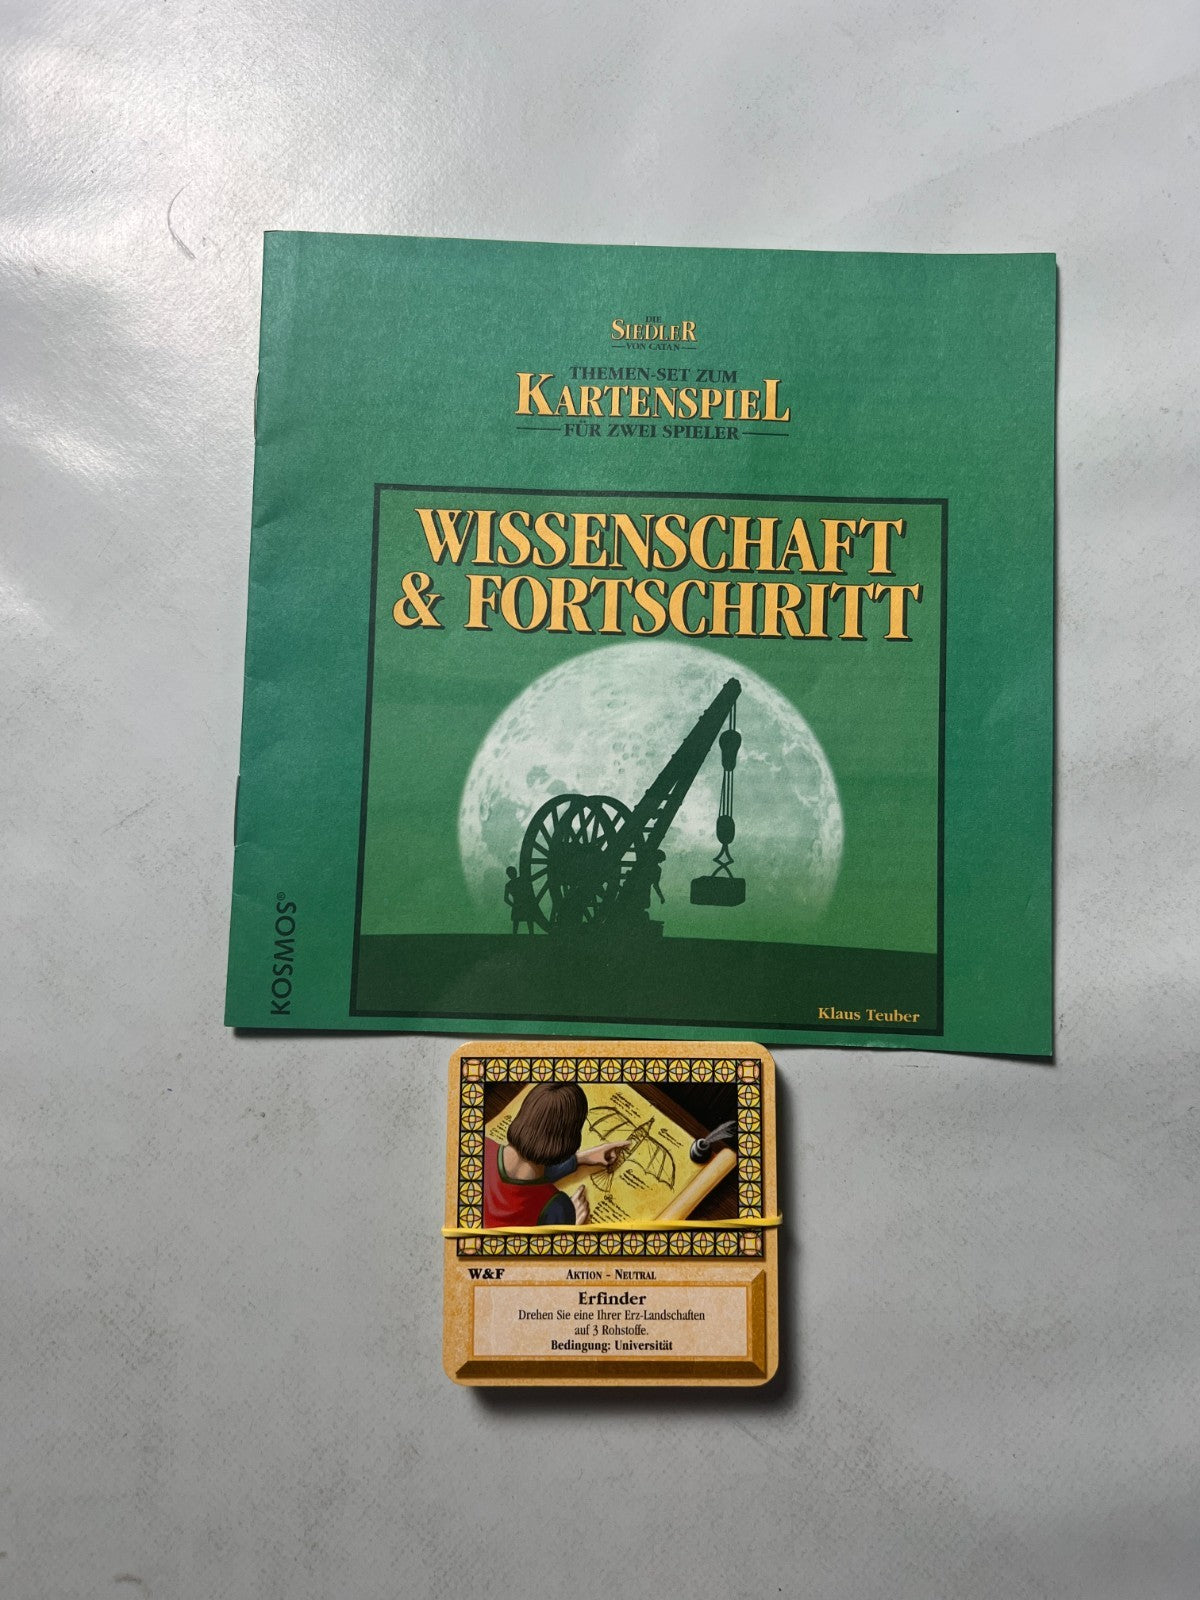 DIE
SIEDLER
VON CATAN
THEMEN-SET ZUM
KARTENSPIEL
FÜR ZWEI SPIELER
WISSENSCHAFT
& FORTSCHRITT
KOSMOS®
Klaus Teuber
W&F AKTION - NEUTRAL
Erfinder
Drehen Sie eine Ihrer Erz-Landschaften
auf 3 Rohstoffe.
Bedingung: Universität